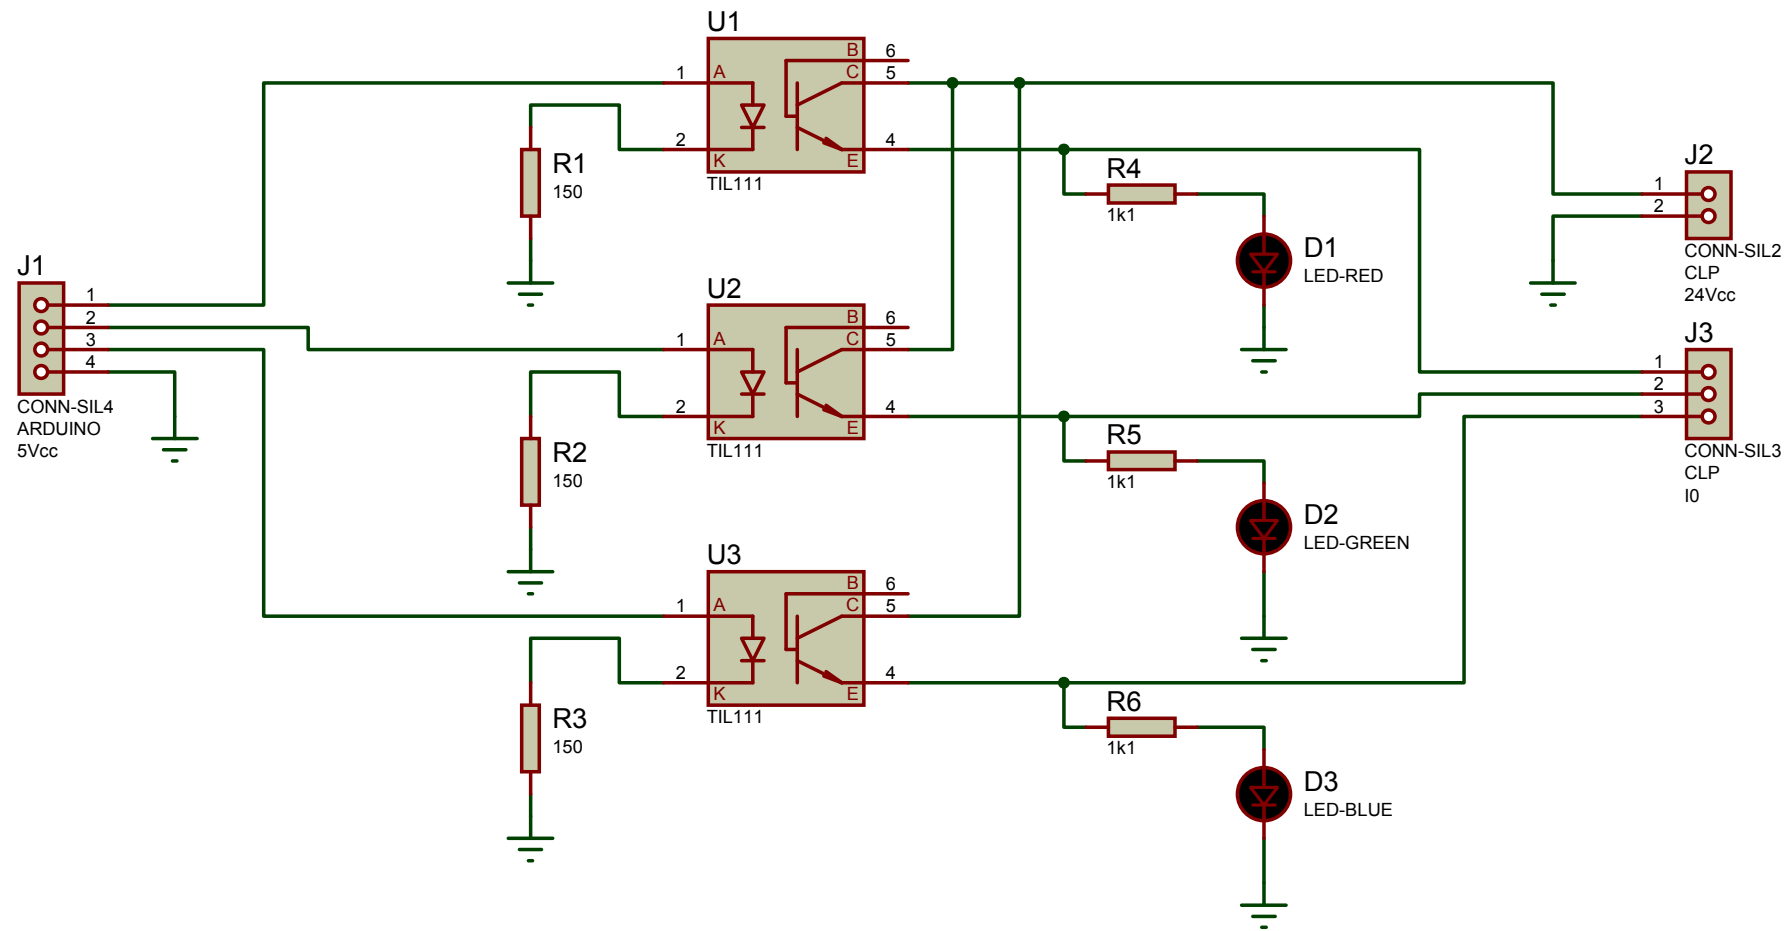 U1
1
2
A
K
B
C
E
6
5
4
TIL111
R1
150
R4
1k1
D1
LED-RED
J2
1
2
CONN-SIL2
CLP
24Vcc
J1
1
2
3
4
CONN-SIL4
ARDUINO
5Vcc
U2
1
2
A
K
B
C
E
6
5
4
TIL111
R2
150
R5
1k1
D2
LED-GREEN
J3
1
2
3
CONN-SIL3
CLP
I0
U3
1
2
A
K
B
C
E
6
5
4
TIL111
R3
150
R6
1k1
D3
LED-BLUE